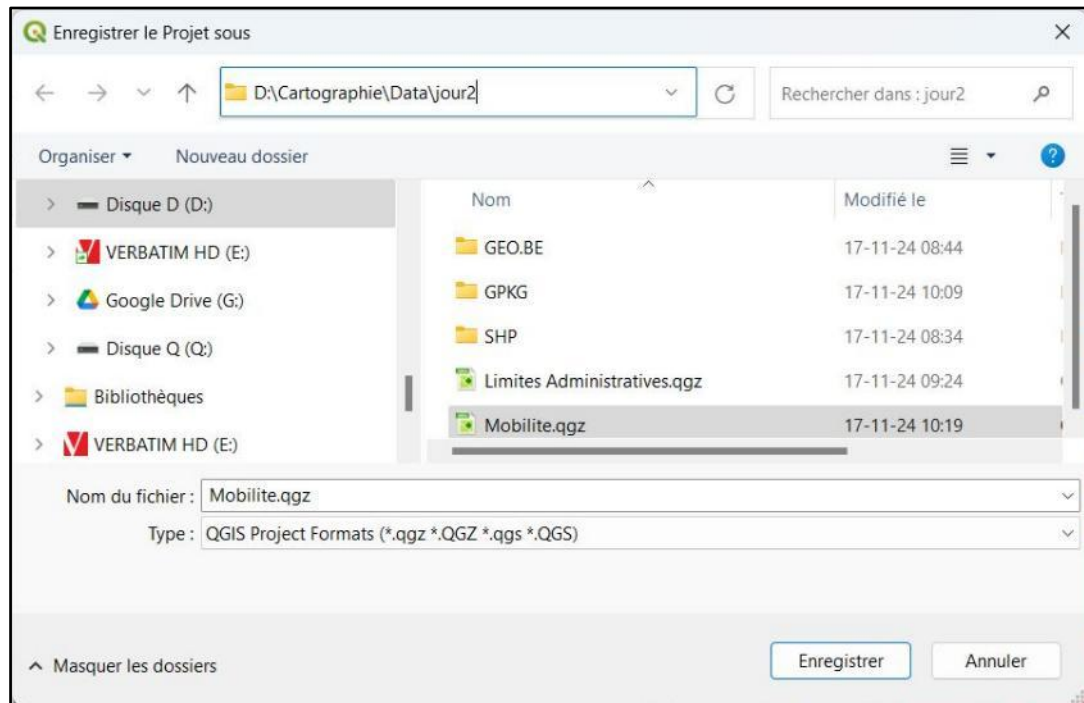 Enregistrer le Projet sous
D:\Cartographie\Data\jour2
Rechercher dans : jour2
Organiser
Nouveau dossier
?
Nom
Modifié le
Disque D (D:)
VERBATIM HD (E:)
Google Drive (G:)
Disque Q (Q:)
Bibliothèques
VERBATIM HD (E:)
GEO.BE 17-11-24 08:44
GPKG 17-11-24 10:09
SHP 17-11-24 08:34
Limites Administratives.qgz 17-11-24 09:24
Mobilite.qgz 17-11-24 10:19
Nom du fichier : Mobilite.qgz
Type : QGIS Project Formats (*.qgz *.QGZ *.qgs *.QGS)
Masquer les dossiers
Enregistrer
Annuler